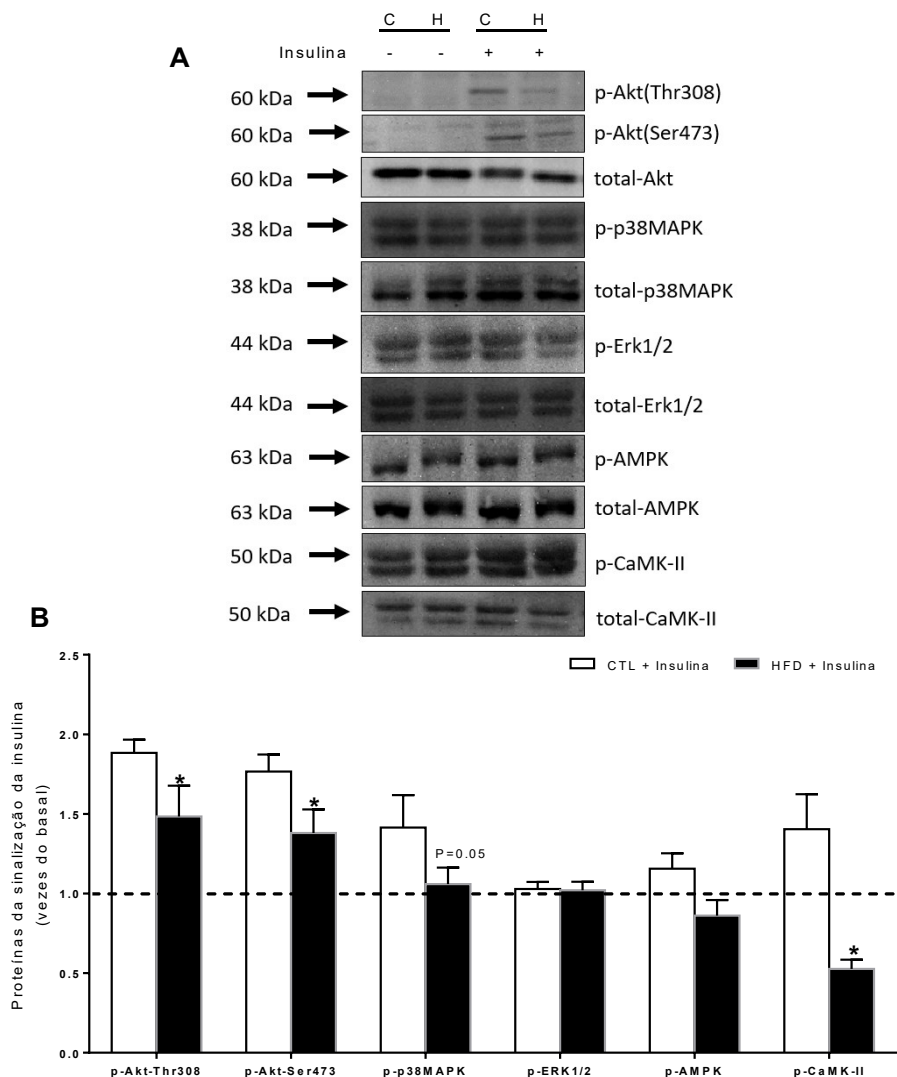 C H C H
A
Insulina - - + +
60 kDa p-Akt(Thr308)
60 kDa p-Akt(Ser473)
60 kDa total-Akt
38 kDa p-p38MAPK
38 kDa total-p38MAPK
44 kDa p-Erk1/2
44 kDa total-Erk1/2
63 kDa p-AMPK
63 kDa total-AMPK
50 kDa p-CaMK-II
50 kDa total-CaMK-II
B
Proteínas da sinalização da insulina
(vezes do basal)
2.5
2.0
1.5
1.0
0.5
0.0
CTL + Insulina HFD + Insulina
* * P=0.05 *
p-Akt-Thr308 p-Akt-Ser473 p-p38MAPK p-ERK1/2 p-AMPK p-CaMK-II